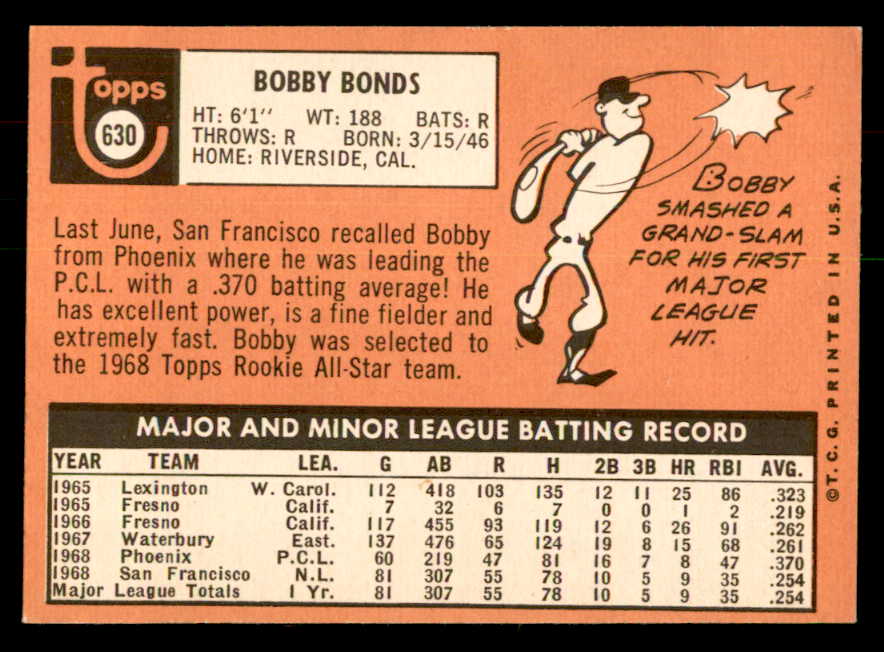 topps
630
BOBBY BONDS
HT: 6'1" WT: 188 BATS: R
THROWS: R BORN: 3/15/46
HOME: RIVERSIDE, CAL.
Last June, San Francisco recalled Bobby
from Phoenix where he was leading the
P.C.L. with a .370 batting average! He
has excellent power, is a fine fielder and
extremely fast. Bobby was selected to
the 1968 Topps Rookie All-Star team.
BOBBY
SMASHED A
GRAND-SLAM
FOR HIS FIRST
MAJOR
LEAGUE
HIT.
©T.C.G. PRINTED IN U.S.A.
MAJOR AND MINOR LEAGUE BATTING RECORD
YEAR TEAM LEA. G AB R H 2B 3B HR RBI AVG.
1965 Lexington W. Carol. 112 418 103 135 12 11 25 86 .323
1965 Fresno Calif. 7 32 6 7 0 0 1 2 .219
1966 Fresno Calif. 117 455 93 119 12 6 26 91 .262
1967 Waterbury East. 137 476 65 124 19 8 15 68 .261
1968 Phoenix P.C.L. 60 219 47 81 16 7 8 47 .370
1968 San Francisco N.L. 81 307 55 78 10 5 9 35 .254
Major League Totals 1 Yr. 81 307 55 78 10 5 9 35 .254